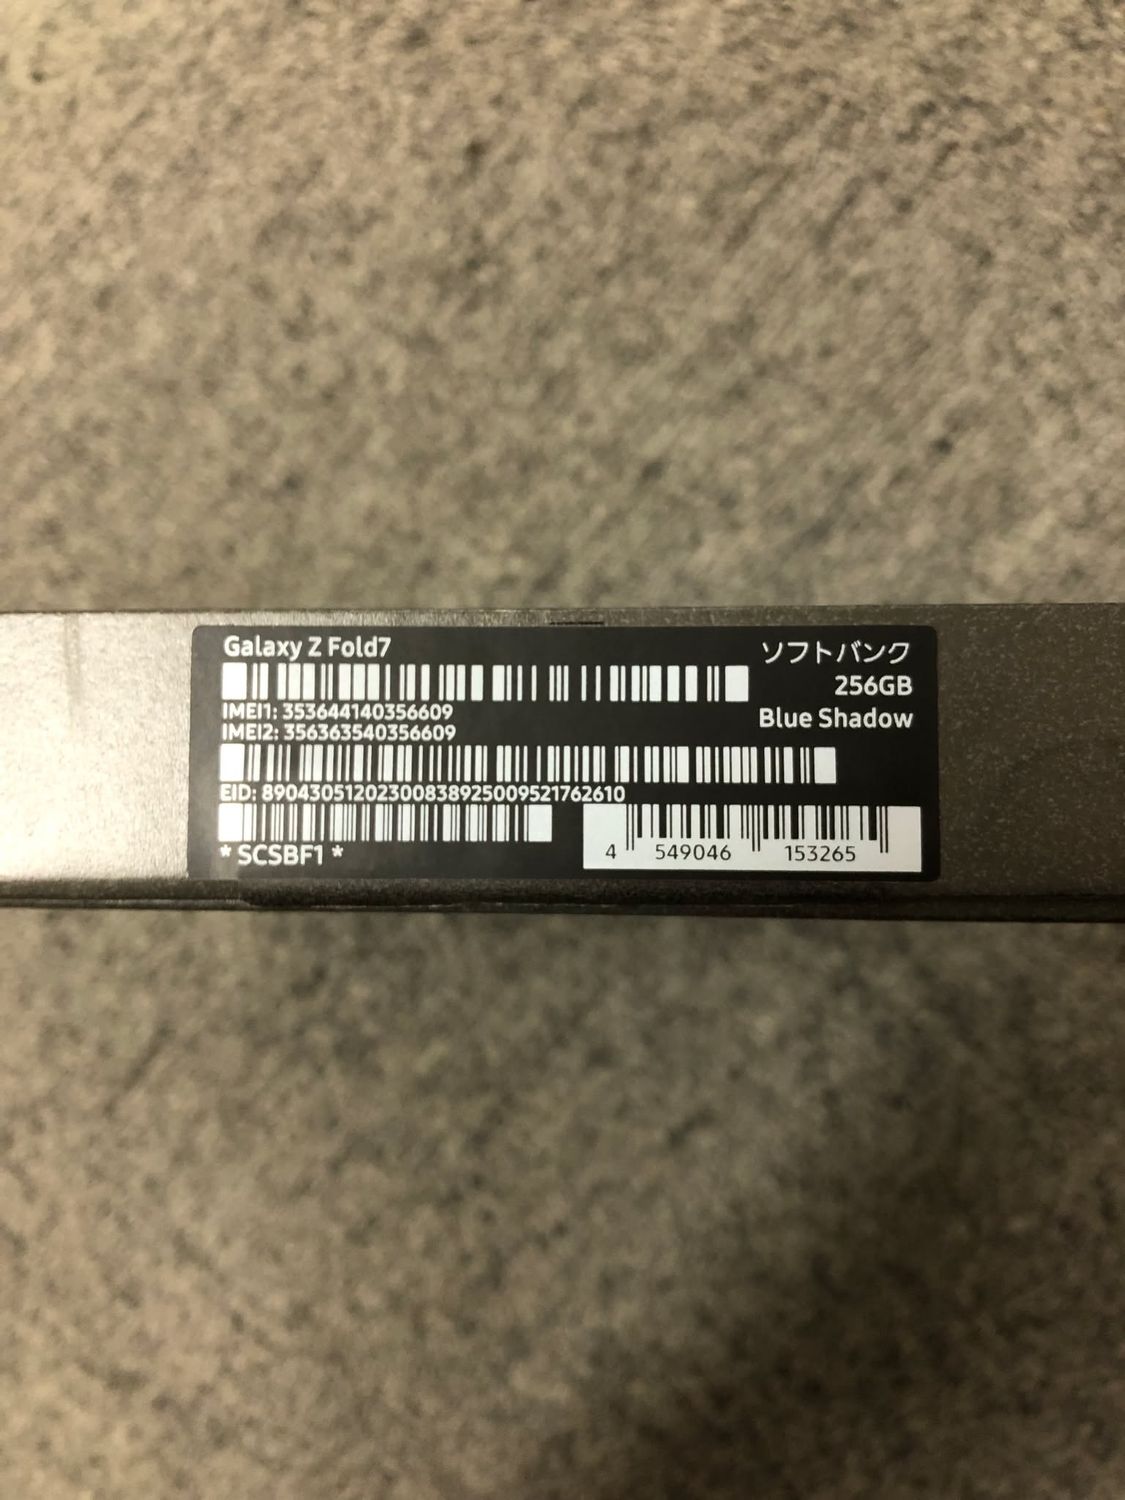 Galaxy Z Fold7
ソフトバンク
256GB
Blue Shadow
IMEI1: 353644140356609
IMEI2: 356363540356609
EID: 89043051202300838925009521762610
* SCSBF1 *
4 549046 153265